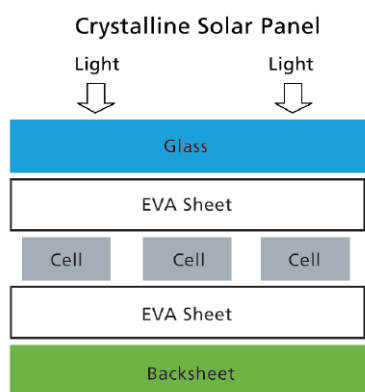 Crystalline Solar Panel
Light Light
Glass
EVA Sheet
Cell Cell Cell
EVA Sheet
Backsheet